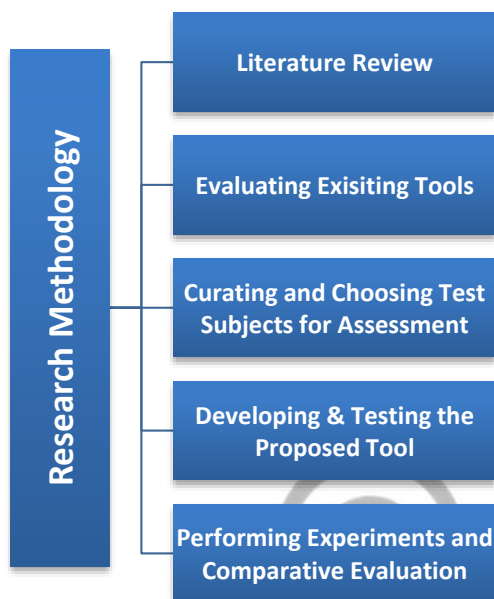 Research Methodology
Literature Review
Evaluating Exisiting Tools
Curating and Choosing Test
Subjects for Assessment
Developing & Testing the
Proposed Tool
Performing Experiments and
Comparative Evaluation